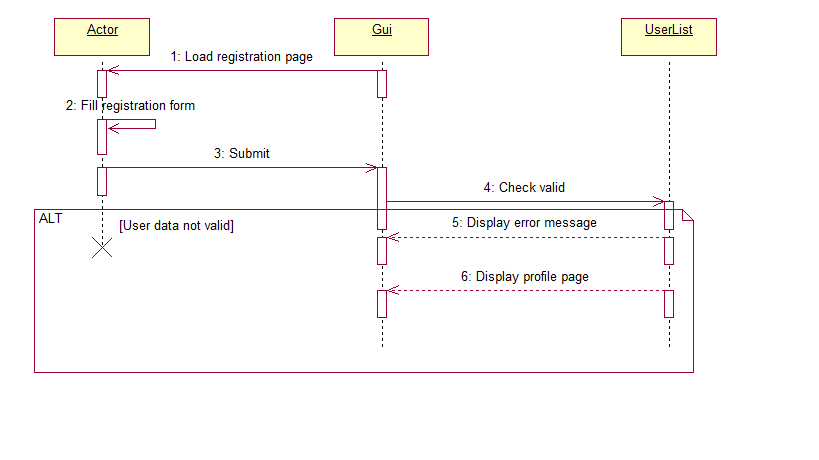 Actor
Gui
UserList
1: Load registration page
2: Fill registration form
3: Submit
4: Check valid
ALT
[User data not valid]
5: Display error message
6: Display profile page